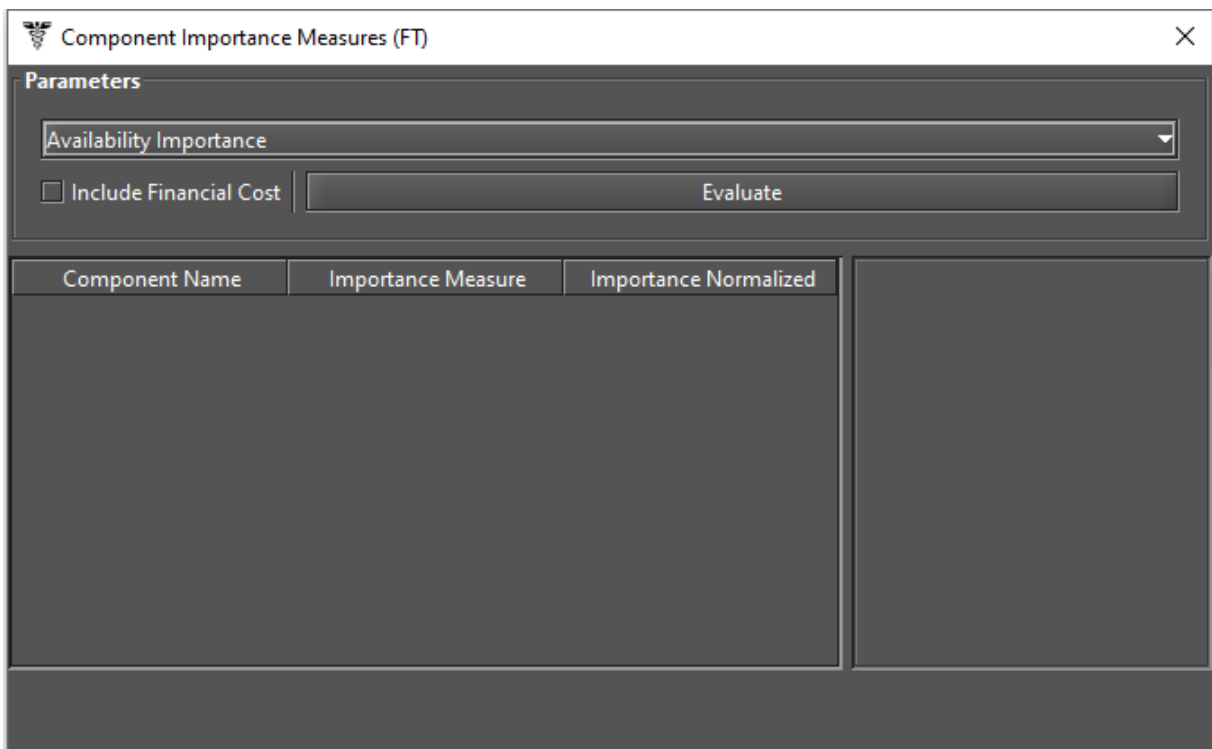 Component Importance Measures (FT)
Parameters
Availability Importance
Include Financial Cost
Evaluate
Component Name
Importance Measure
Importance Normalized